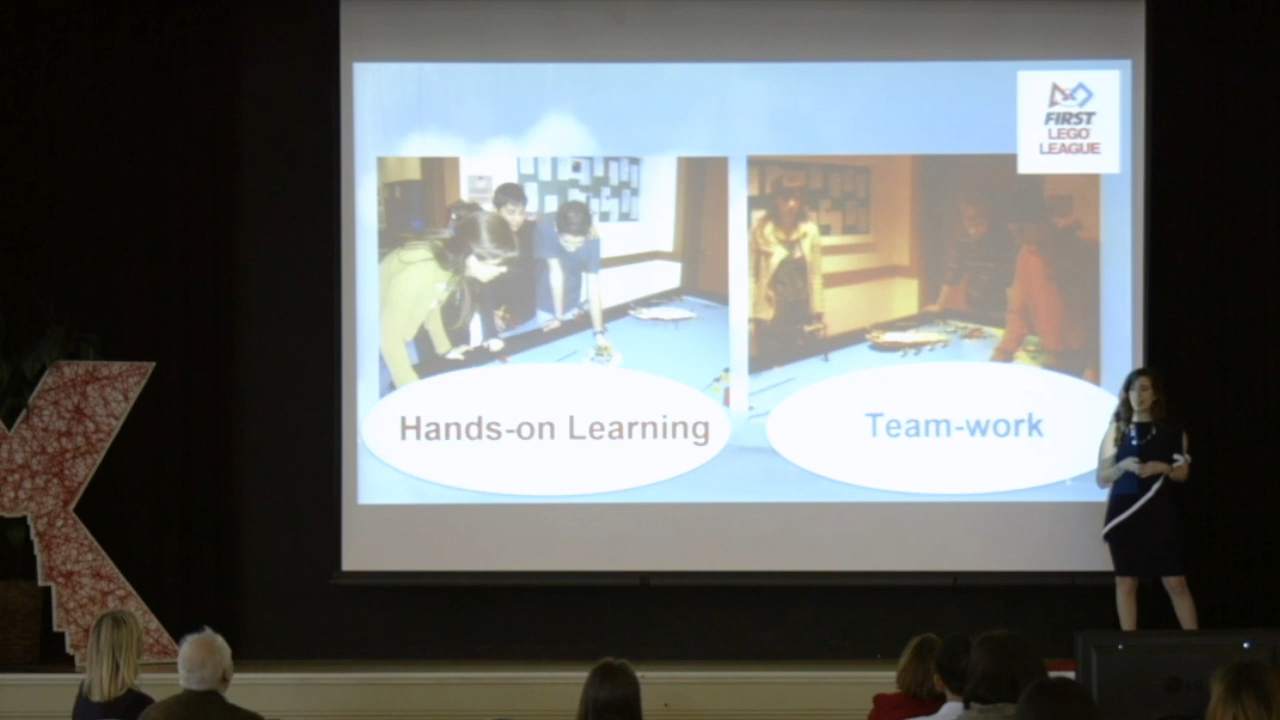 FIRST
LEGO
LEAGUE
Hands-on Learning
Team-work
X